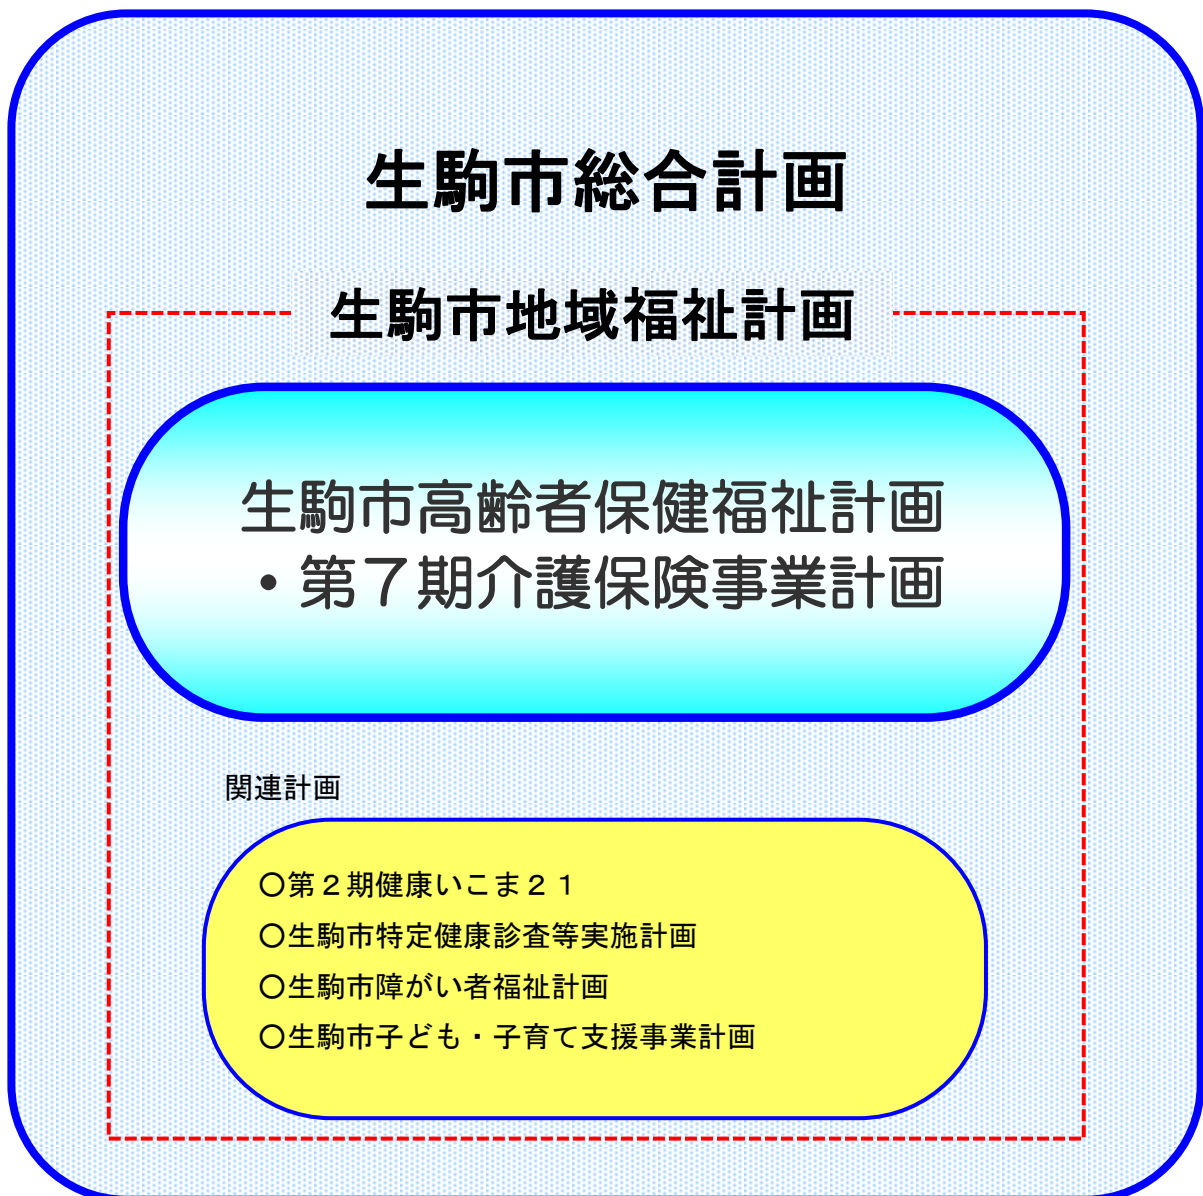 生駒市総合計画
生駒市地域福祉計画
生駒市高齢者保健福祉計画
・第７期介護保険事業計画
関連計画
○第２期健康いこま２１
○生駒市特定健康診査等実施計画
○生駒市障がい者福祉計画
○生駒市子ども・子育て支援事業計画